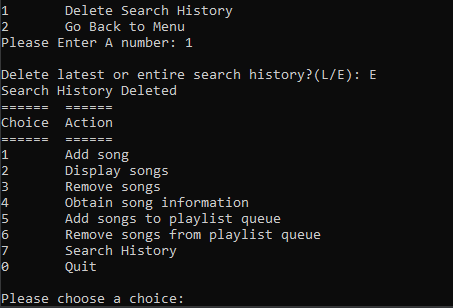 1       Delete Search History
2       Go Back to Menu
Please Enter A number: 1
Delete latest or entire search history?(L/E): E
Search History Deleted
======  ======
Choice  Action
======  ======
1       Add song
2       Display songs
3       Remove songs
4       Obtain song information
5       Add songs to playlist queue
6       Remove songs from playlist queue
7       Search History
0       Quit
Please choose a choice: